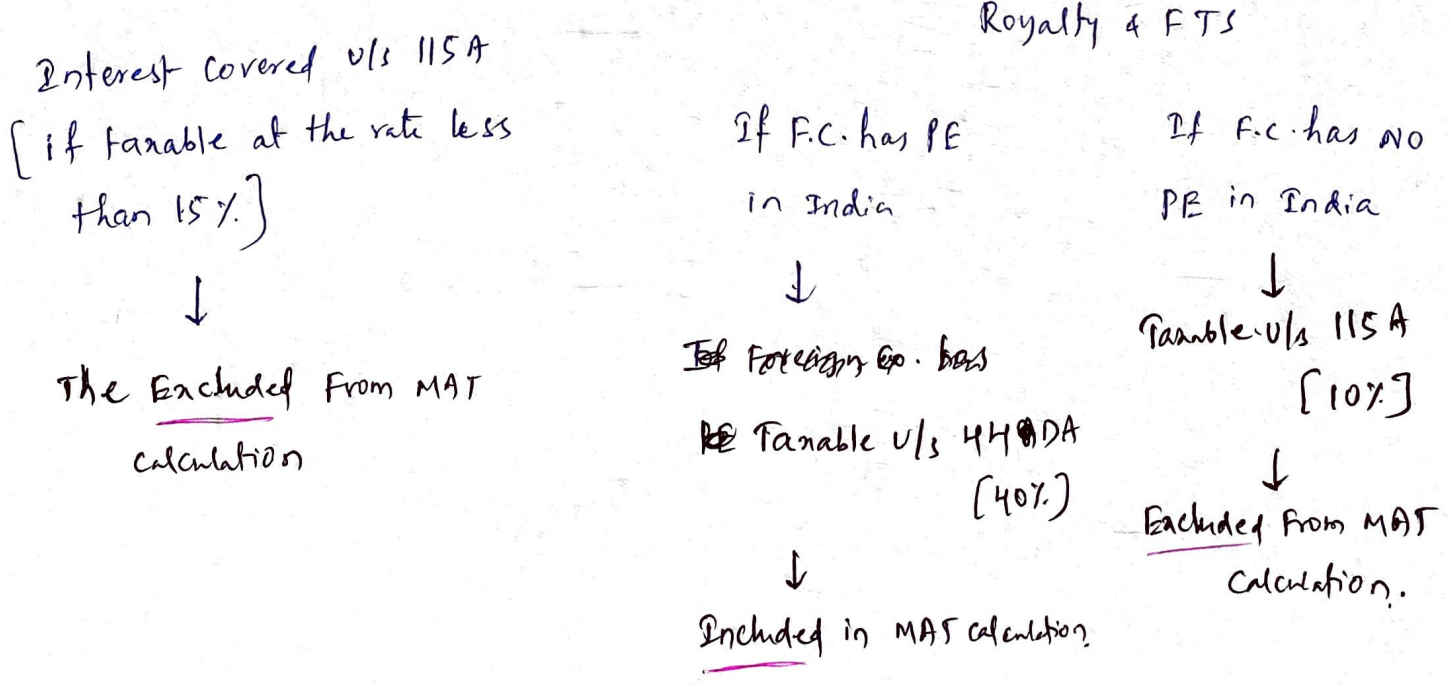 Interest covered u/s 115A
[if taxable at the rate less
than 15%]
↓
The Excluded From MAT
calculation
Royalty & FTS
If F.C. has PE
in India
↓
If Foreign Co. has
PE Taxable u/s 44DA
[40%]
↓
Included in MAT calculation
If F.C. has NO
PE in India
↓
Taxable u/s 115A
[10%]
↓
Excluded From MAT
Calculation.